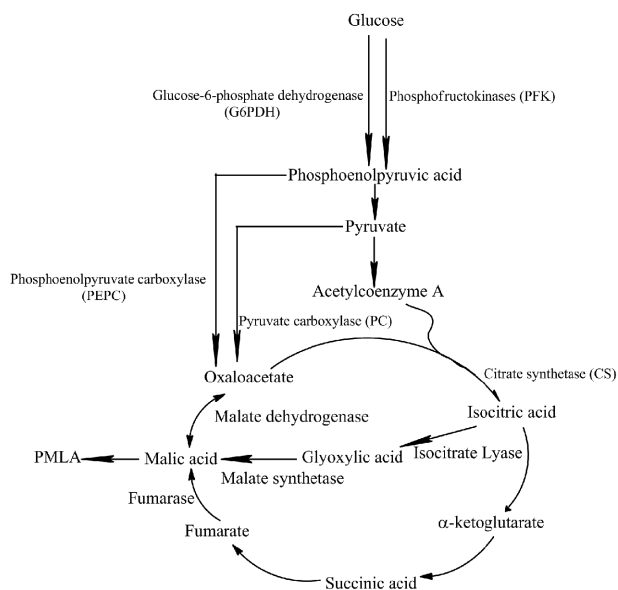 Glucose
Glucose-6-phosphate dehydrogenase
(G6PDH)
Phosphofructokinases (PFK)
Phosphoenolpyruvic acid
Pyruvate
Phosphoenolpyruvate carboxylase
(PEPC)
Acetylcoenzyme A
Pyruvate carboxylase (PC)
Oxaloacetate
Citrate synthetase (CS)
Isocitric acid
Malate dehydrogenase
PMLA
Malic acid
Glyoxylic acid
Isocitrate Lyase
Malate synthetase
Fumarase
Fumarate
α-ketoglutarate
Succinic acid